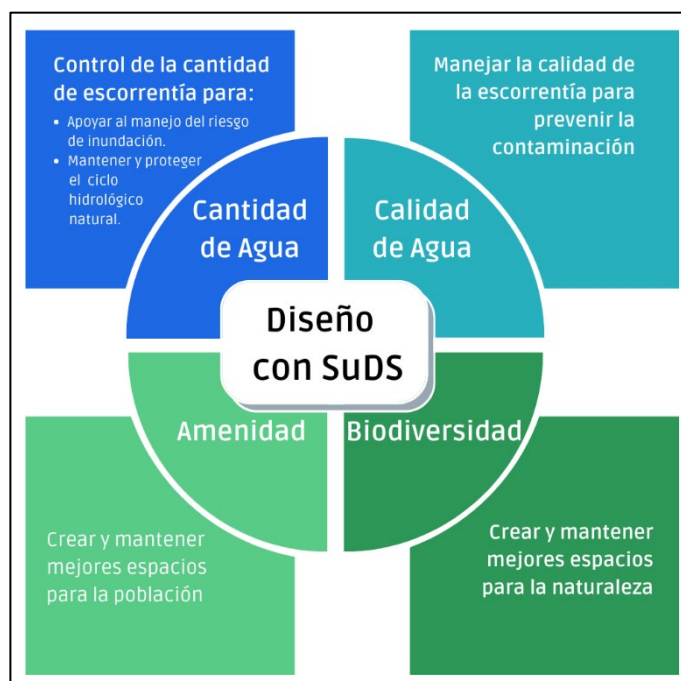 Control de la cantidad
de escorrentía para:
• Apoyar al manejo del riesgo
de inundación.
• Mantener y proteger
el ciclo
hidrológico
natural.
Manejar la calidad de
la escorrentía para
prevenir la
contaminación
Cantidad
de Agua
Calidad
de Agua
Diseño
con SuDS
Amenidad
Biodiversidad
Crear y mantener
mejores espacios
para la población
Crear y mantener
mejores espacios
para la naturaleza